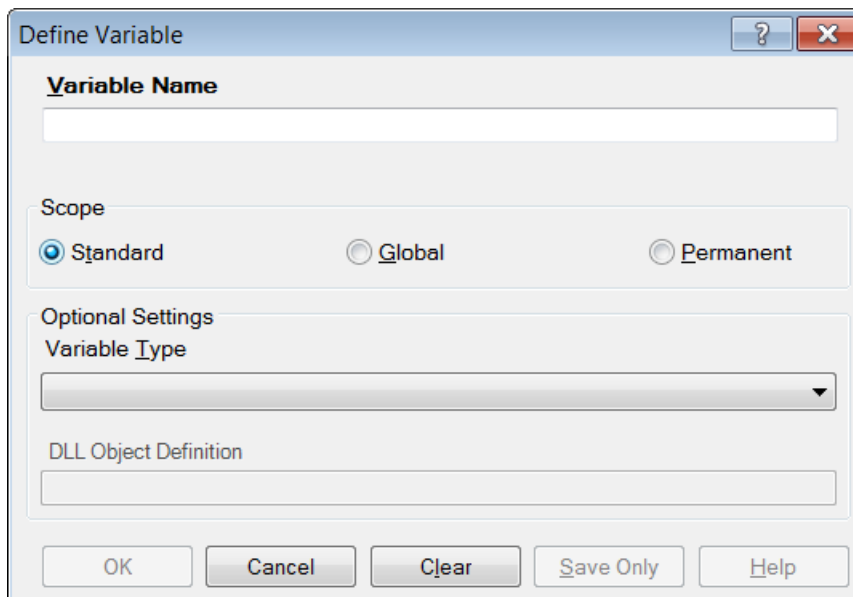 Define Variable
Variable Name
Scope
Standard Global Permanent
Optional Settings
Variable Type
DLL Object Definition
OK Cancel Clear Save Only Help